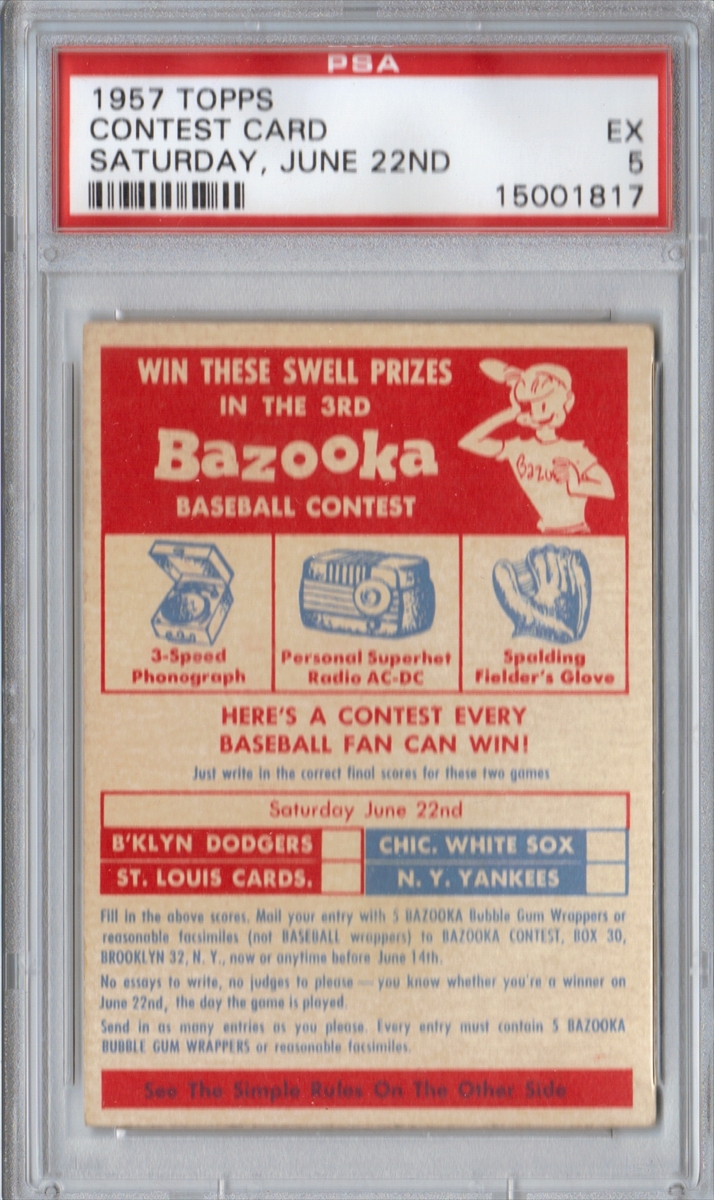 PSA
1957 TOPPS
CONTEST CARD EX
SATURDAY, JUNE 22ND 5
15001817
WIN THESE SWELL PRIZES
IN THE 3RD
Bazooka
BASEBALL CONTEST
Bazoo
3-Speed
Phonograph
Personal Superhet
Radio AC-DC
Spalding
Fielder's Glove
HERE'S A CONTEST EVERY
BASEBALL FAN CAN WIN!
Just write in the correct final scores for these two games
Saturday June 22nd
B'KLYN DODGERS
ST. LOUIS CARDS.
CHIC. WHITE SOX
N. Y. YANKEES
Fill in the above scores. Mail your entry with 5 BAZOOKA Bubble Gum Wrappers or
reasonable facsimiles (not BASEBALL wrappers) to BAZOOKA CONTEST, BOX 30,
BROOKLYN 32, N. Y., now or anytime before June 14th.
No essays to write, no judges to please — you know whether you're a winner on
June 22nd, the day the game is played.
Send in as many entries as you please. Every entry must contain 5 BAZOOKA
BUBBLE GUM WRAPPERS or reasonable facsimiles.
See The Simple Rules On The Other Side